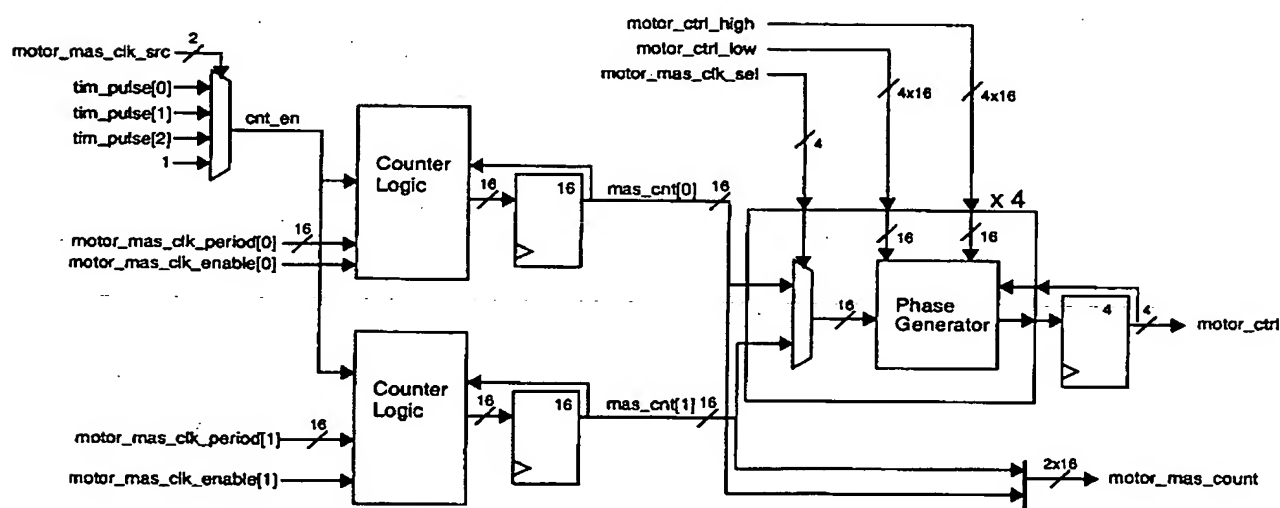 motor_ctrl_high
motor_ctrl_low
motor_mas_clk_sel
motor_mas_clk_src
2
tim_pulse[0]
tim_pulse[1]
tim_pulse[2]
1
cnt_en
4x16
4x16
4
Counter
Logic
16
16
mas_cnt[0]
16
x 4
motor_mas_clk_period[0]
16
motor_mas_clk_enable[0]
16
16
16
Phase
Generator
4
4
motor_ctrl
Counter
Logic
16
16
mas_cnt[1]
16
motor_mas_clk_period[1]
16
motor_mas_clk_enable[1]
2x16
motor_mas_count